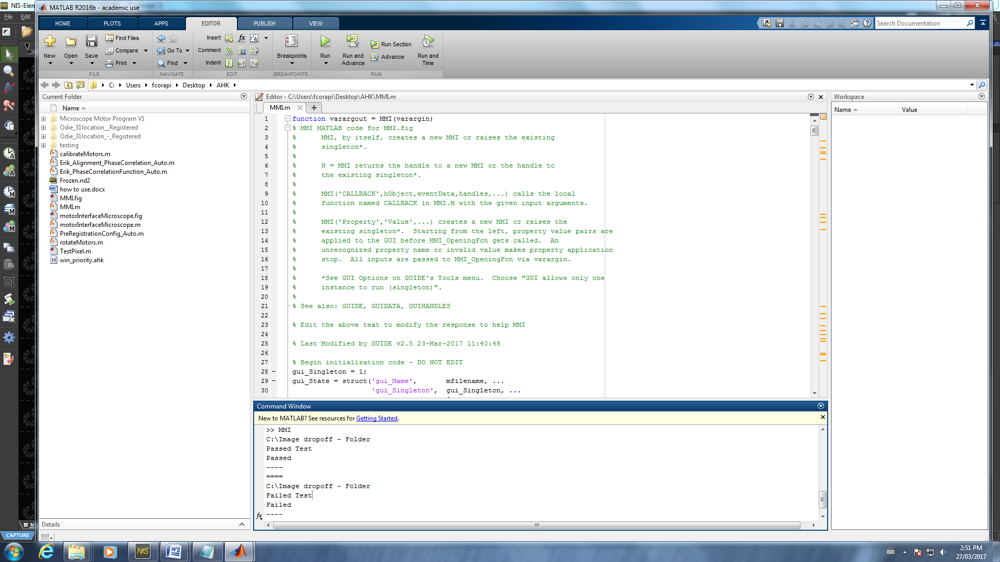 NIS-Elem
MATLAB R2016b - academic use
File Edit
HOME PLOTS APPS EDITOR PUBLISH VIEW
Search Documentation
New Open Save
Find Files
Compare
Print
FILE
Go To
Find
NAVIGATE
Insert
Comment
Indent
EDIT
Breakpoints
BREAKPOINTS
Run
Run and Advance
Run Section
Advance
Run and Time
RUN
C: Users fcorapi Desktop AHK
Current Folder
Name
Microscope Motor Program V1
Odie_31location__Registered
Odie_31location_-_Registered
testing
calibrateMotors.m
Erik_Alignment_PhaseCorrelation_Auto.m
Erik_PhaseCorrelationFunction_Auto.m
Frozen.nd2
how to use.docx
MMI.fig
MMI.m
motorInterfaceMicroscope.fig
motorInterfaceMicroscope.m
PreRegistrationConfig_Auto.m
rotateMotors.m
TestPixel.m
win_priority.ahk
Details
Editor - C:\Users\fcorapi\Desktop\AHK\MMI.m
MMI.m
1 function varargout = MMI(varargin)
2 % MMI MATLAB code for MMI.fig
3 %      MMI, by itself, creates a new MMI or raises the existing
4 %      singleton*.
5 %
6 %      H = MMI returns the handle to a new MMI or the handle to
7 %      the existing singleton*.
8 %
9 %      MMI('CALLBACK',hObject,eventData,handles,...) calls the local
10 %      function named CALLBACK in MMI.M with the given input arguments.
11 %
12 %      MMI('Property','Value',...) creates a new MMI or raises the
13 %      existing singleton*.  Starting from the left, property value pairs are
14 %      applied to the GUI before MMI_OpeningFcn gets called.  An
15 %      unrecognized property name or invalid value makes property application
16 %      stop.  All inputs are passed to MMI_OpeningFcn via varargin.
17 %
18 %      *See GUI Options on GUIDE's Tools menu.  Choose "GUI allows only one
19 %      instance to run (singleton)".
20 %
21 % See also: GUIDE, GUIDATA, GUIHANDLES
22
23 % Edit the above text to modify the response to help MMI
24
25 % Last Modified by GUIDE v2.5 23-Mar-2017 11:40:48
26
27 % Begin initialization code - DO NOT EDIT
28 - gui_Singleton = 1;
29 - gui_State = struct('gui_Name',       mfilename, ...
30                    'gui_Singleton',  gui_Singleton, ...
Workspace
Name Value
Command Window
New to MATLAB? See resources for Getting Started.
>> MMI
C:\Image dropoff - Folder
Passed Test
Passed
----
====
C:\Image dropoff - Folder
Failed Test
Failed
fx ----
CAPTURE
NIS
2:51 PM
27/03/2017